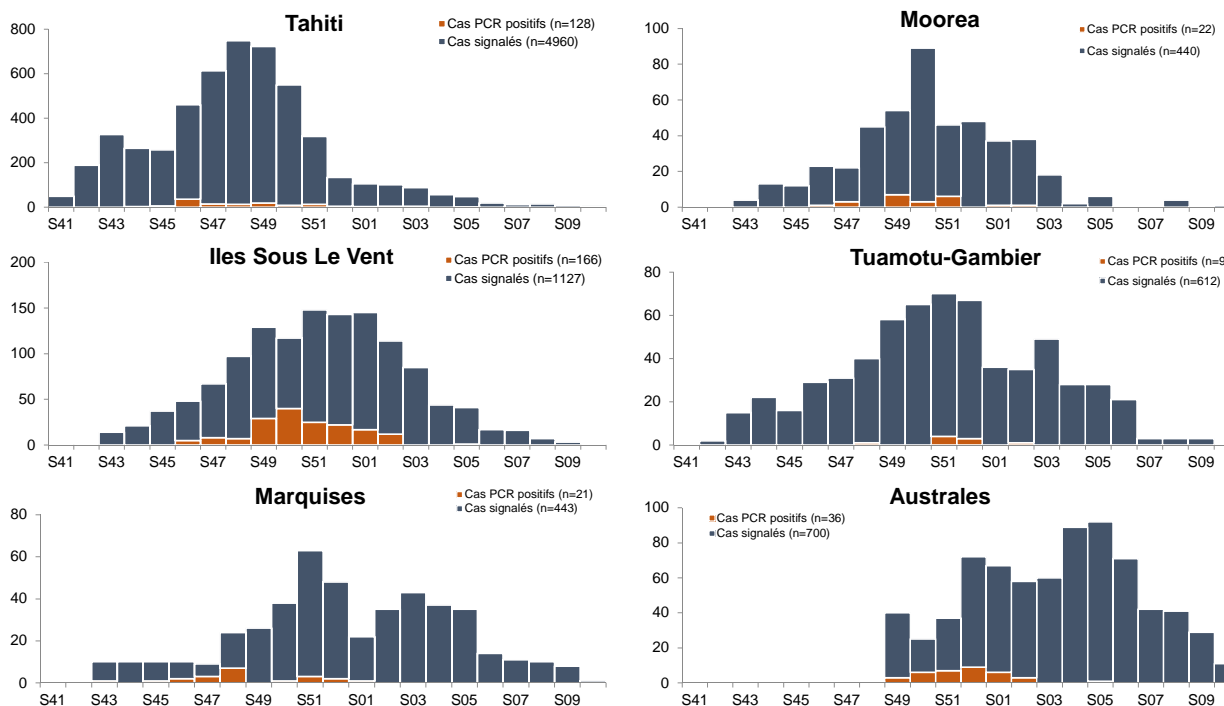 Tahiti
Cas PCR positifs (n=128)
Cas signalés (n=4960)
800
600
400
200
0
S41 S43 S45 S47 S49 S51 S01 S03 S05 S07 S09
Moorea
Cas PCR positifs (n=22)
Cas signalés (n=440)
100
80
60
40
20
0
S41 S43 S45 S47 S49 S51 S01 S03 S05 S07 S09
Iles Sous Le Vent
Cas PCR positifs (n=166)
Cas signalés (n=1127)
200
150
100
50
0
S41 S43 S45 S47 S49 S51 S01 S03 S05 S07 S09
Tuamotu-Gambier
Cas PCR positifs (n=9
Cas signalés (n=612)
80
60
40
20
0
S41 S43 S45 S47 S49 S51 S01 S03 S05 S07 S09
Marquises
Cas PCR positifs (n=21)
Cas signalés (n=443)
80
60
40
20
0
S41 S43 S45 S47 S49 S51 S01 S03 S05 S07 S09
Australes
Cas PCR positifs (n=36)
Cas signalés (n=700)
100
80
60
40
20
0
S41 S43 S45 S47 S49 S51 S01 S03 S05 S07 S09